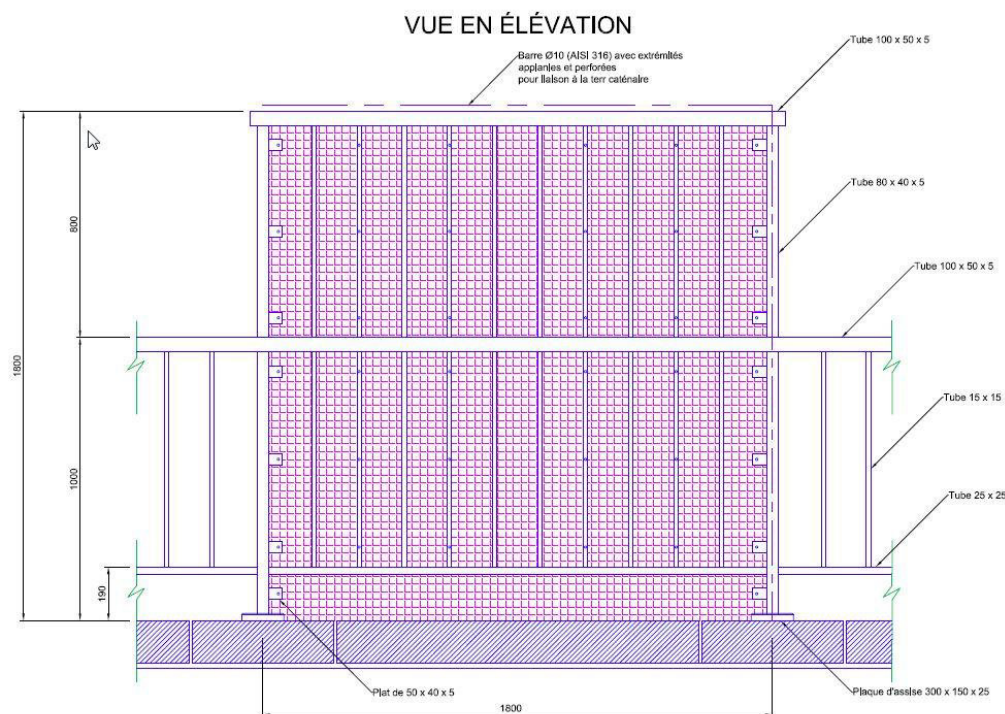 VUE EN ÉLÉVATION
Barre Ø10 (AISI 316) avec extrémités
applanies et perforées
pour liaison à la terr caténaire
Tube 100 x 50 x 5
Tube 80 x 40 x 5
Tube 100 x 50 x 5
Tube 15 x 15
Tube 25 x 25
1800
800
1000
190
Plat de 50 x 40 x 5
Plaque d'assise 300 x 150 x 25
1800